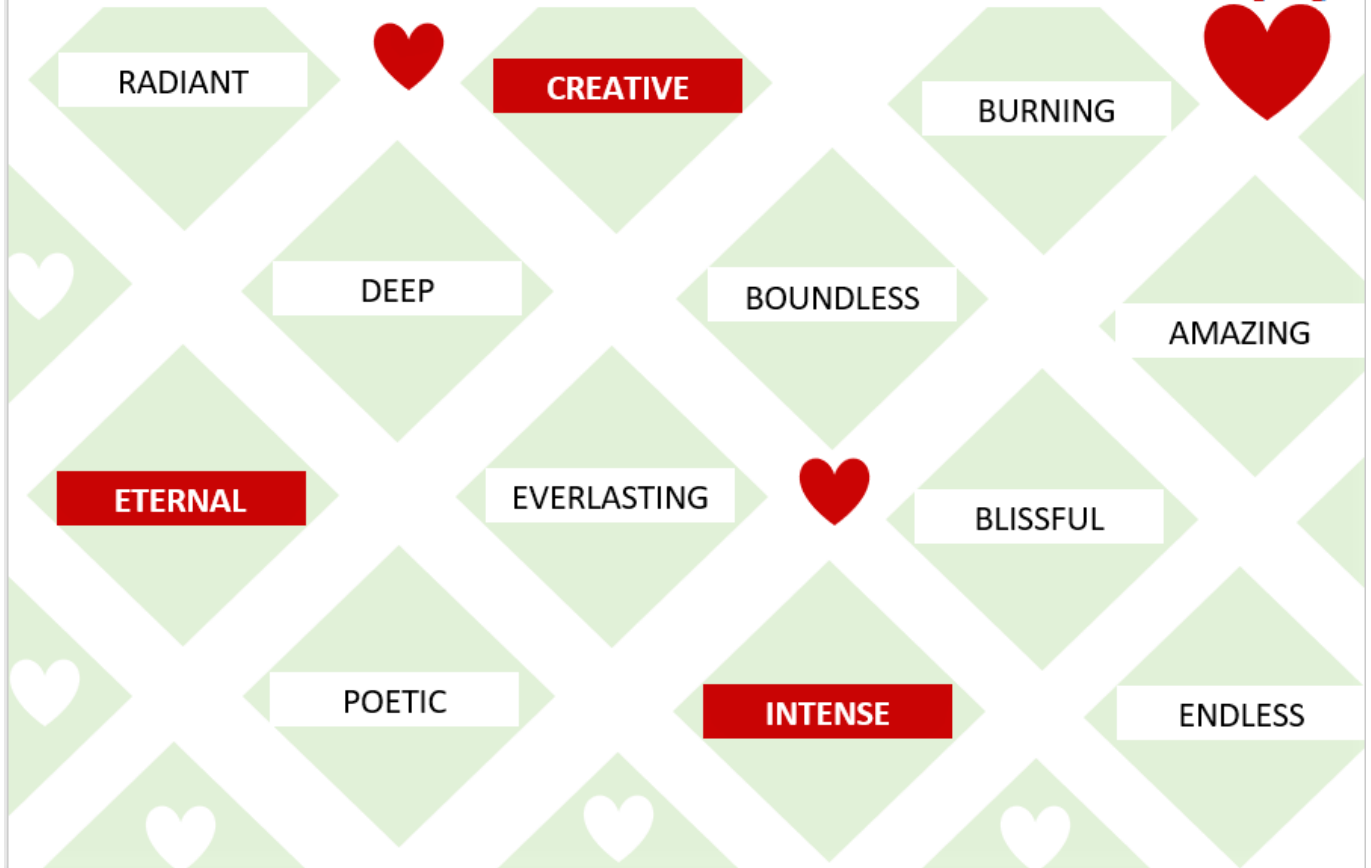 RADIANT
CREATIVE
BURNING
DEEP
BOUNDLESS
AMAZING
ETERNAL
EVERLASTING
BLISSFUL
POETIC
INTENSE
ENDLESS